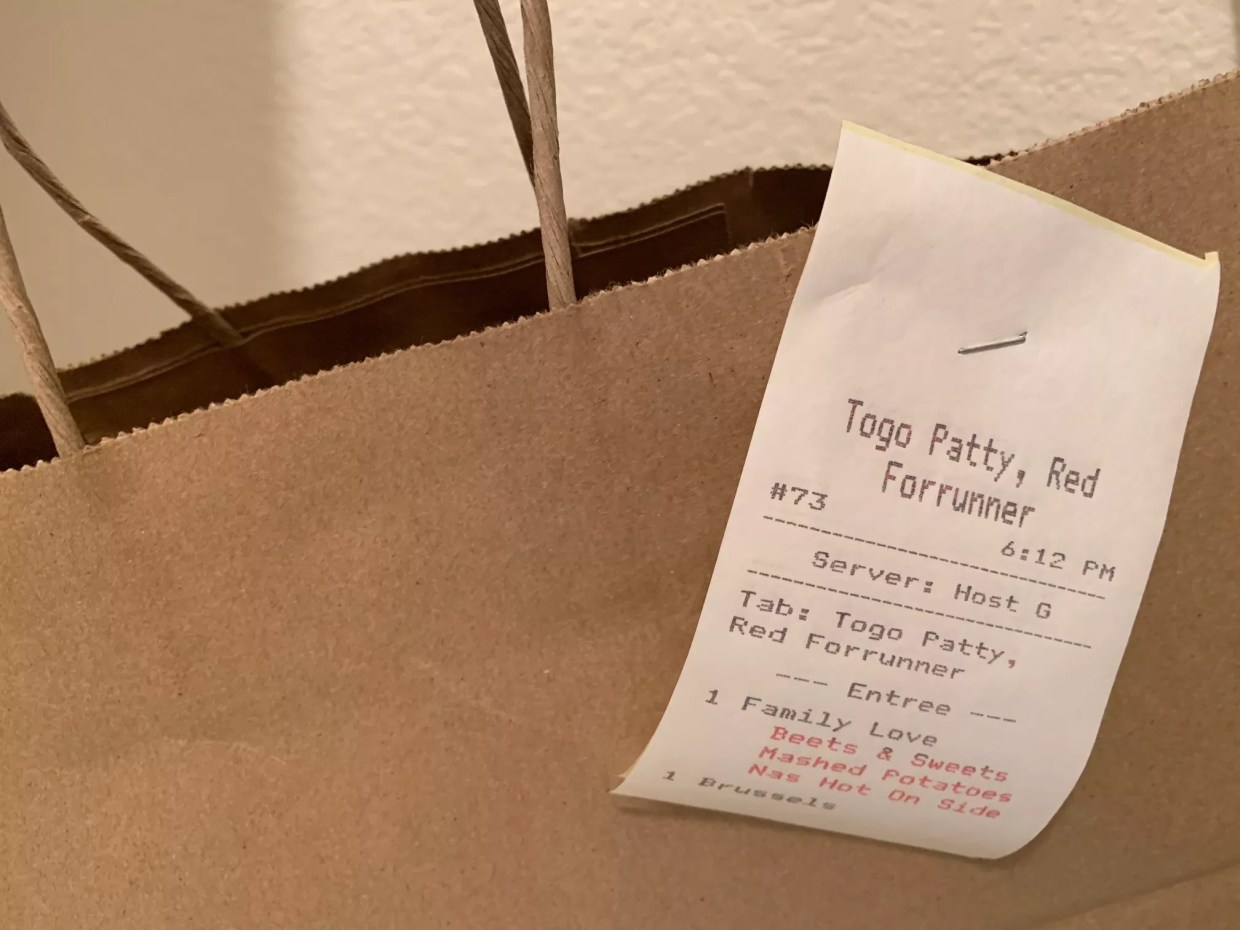 Togo Patty, Red
Forrunner
#73
6:12 PM
Server: Host G
Tab: Togo Patty,
Red Forrunner
--- Entree ---
1 Family Love
Beets & Sweets
Mashed Potatoes
Nas Hot On Side
1 Brussels